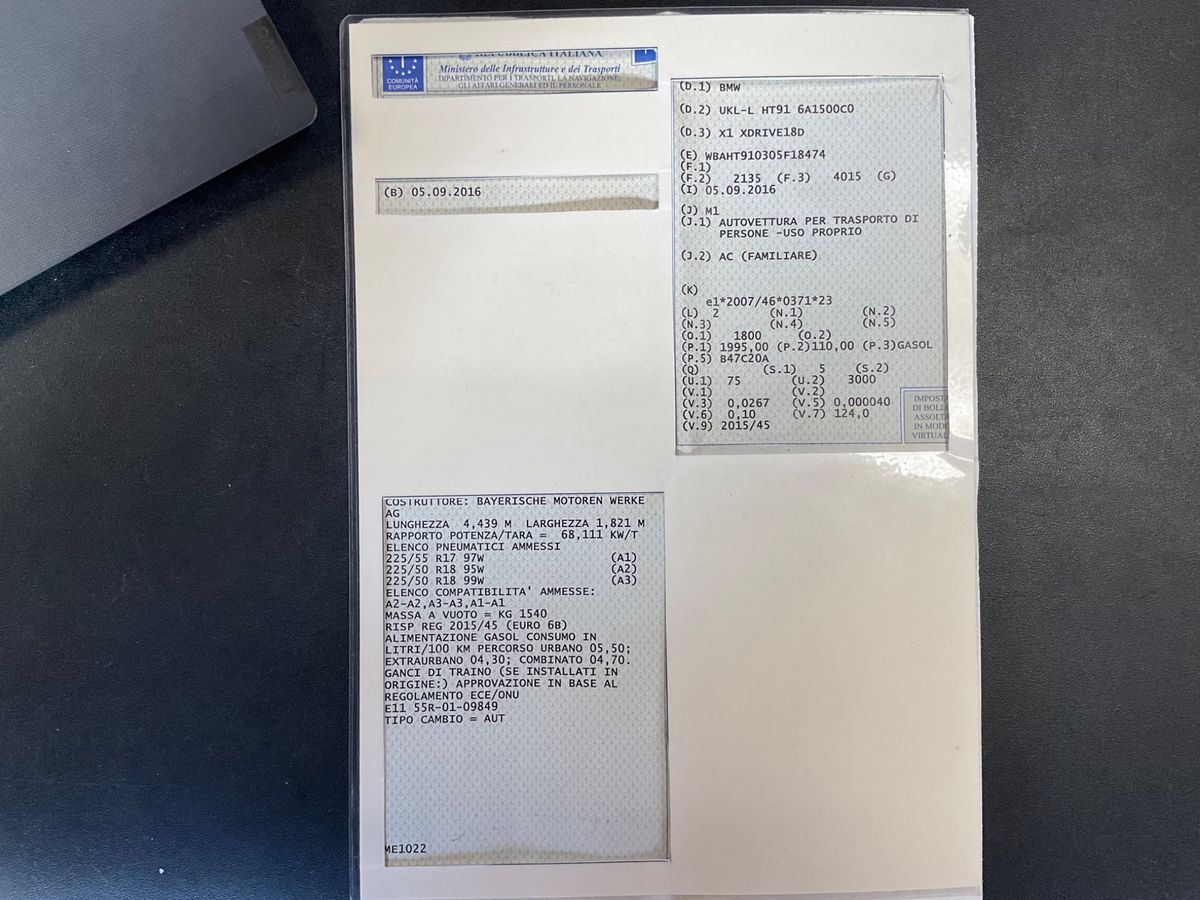 REPUBBLICA ITALIANA
COMUNITÀ
EUROPEA
Ministero delle Infrastrutture e dei Trasporti
DIPARTIMENTO PER I TRASPORTI, LA NAVIGAZIONE,
GLI AFFARI GENERALI ED IL PERSONALE
(B) 05.09.2016
(D.1) BMW
(D.2) UKL-L HT91 6A1500C0
(D.3) X1 XDRIVE18D
(E) WBAHT910305F18474
(F.1)
(F.2) 2135 (F.3) 4015 (G)
(I) 05.09.2016
(J) M1
(J.1) AUTOVETTURA PER TRASPORTO DI
PERSONE -USO PROPRIO
(J.2) AC (FAMILIARE)
(K)
e1*2007/46*0371*23
(L) 2 (N.1) (N.2)
(N.3) (N.4) (N.5)
(O.1) 1800 (O.2)
(P.1) 1995,00 (P.2)110,00 (P.3)GASOL
(P.5) B47C20A
(Q) (S.1) 5 (S.2)
(U.1) 75 (U.2) 3000
(V.1) (V.2)
(V.3) 0,0267 (V.5) 0,000040
(V.6) 0,10 (V.7) 124,0
(V.9) 2015/45
IMPOSTA
DI BOLLO
ASSOLTA
IN MODO
VIRTUAL
COSTRUTTORE: BAYERISCHE MOTOREN WERKE
AG
LUNGHEZZA 4,439 M LARGHEZZA 1,821 M
RAPPORTO POTENZA/TARA = 68,111 KW/T
ELENCO PNEUMATICI AMMESSI
225/55 R17 97W (A1)
225/50 R18 95W (A2)
225/50 R18 99W (A3)
ELENCO COMPATIBILITA' AMMESSE:
A2-A2,A3-A3,A1-A1
MASSA A VUOTO = KG 1540
RISP REG 2015/45 (EURO 6B)
ALIMENTAZIONE GASOL CONSUMO IN
LITRI/100 KM PERCORSO URBANO 05,50;
EXTRAURBANO 04,30; COMBINATO 04,70.
GANCI DI TRAINO (SE INSTALLATI IN
ORIGINE:) APPROVAZIONE IN BASE AL
REGOLAMENTO ECE/ONU
E11 55R-01-09849
TIPO CAMBIO = AUT
ME1022